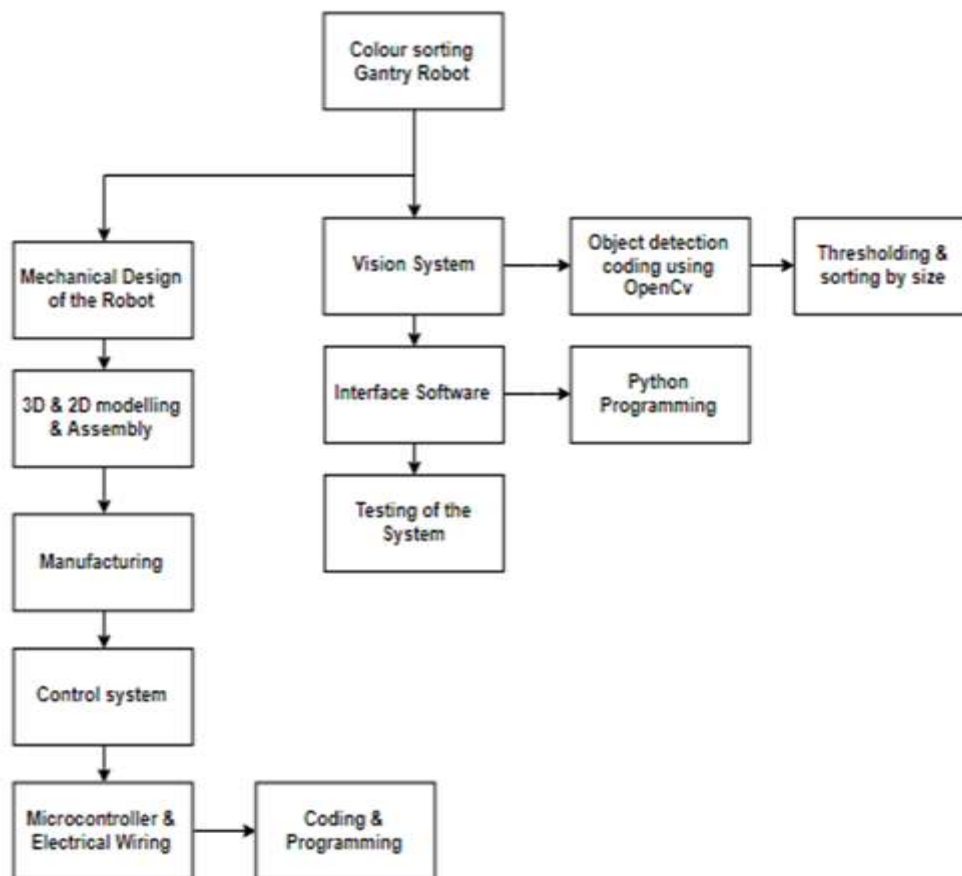 Colour sorting
Gantry Robot
Mechanical Design
of the Robot
3D & 2D modelling
& Assembly
Manufacturing
Control system
Microcontroller &
Electrical Wiring
Coding &
Programming
Vision System
Object detection
coding using
OpenCv
Thresholding &
sorting by size
Interface Software
Python
Programming
Testing of the
System